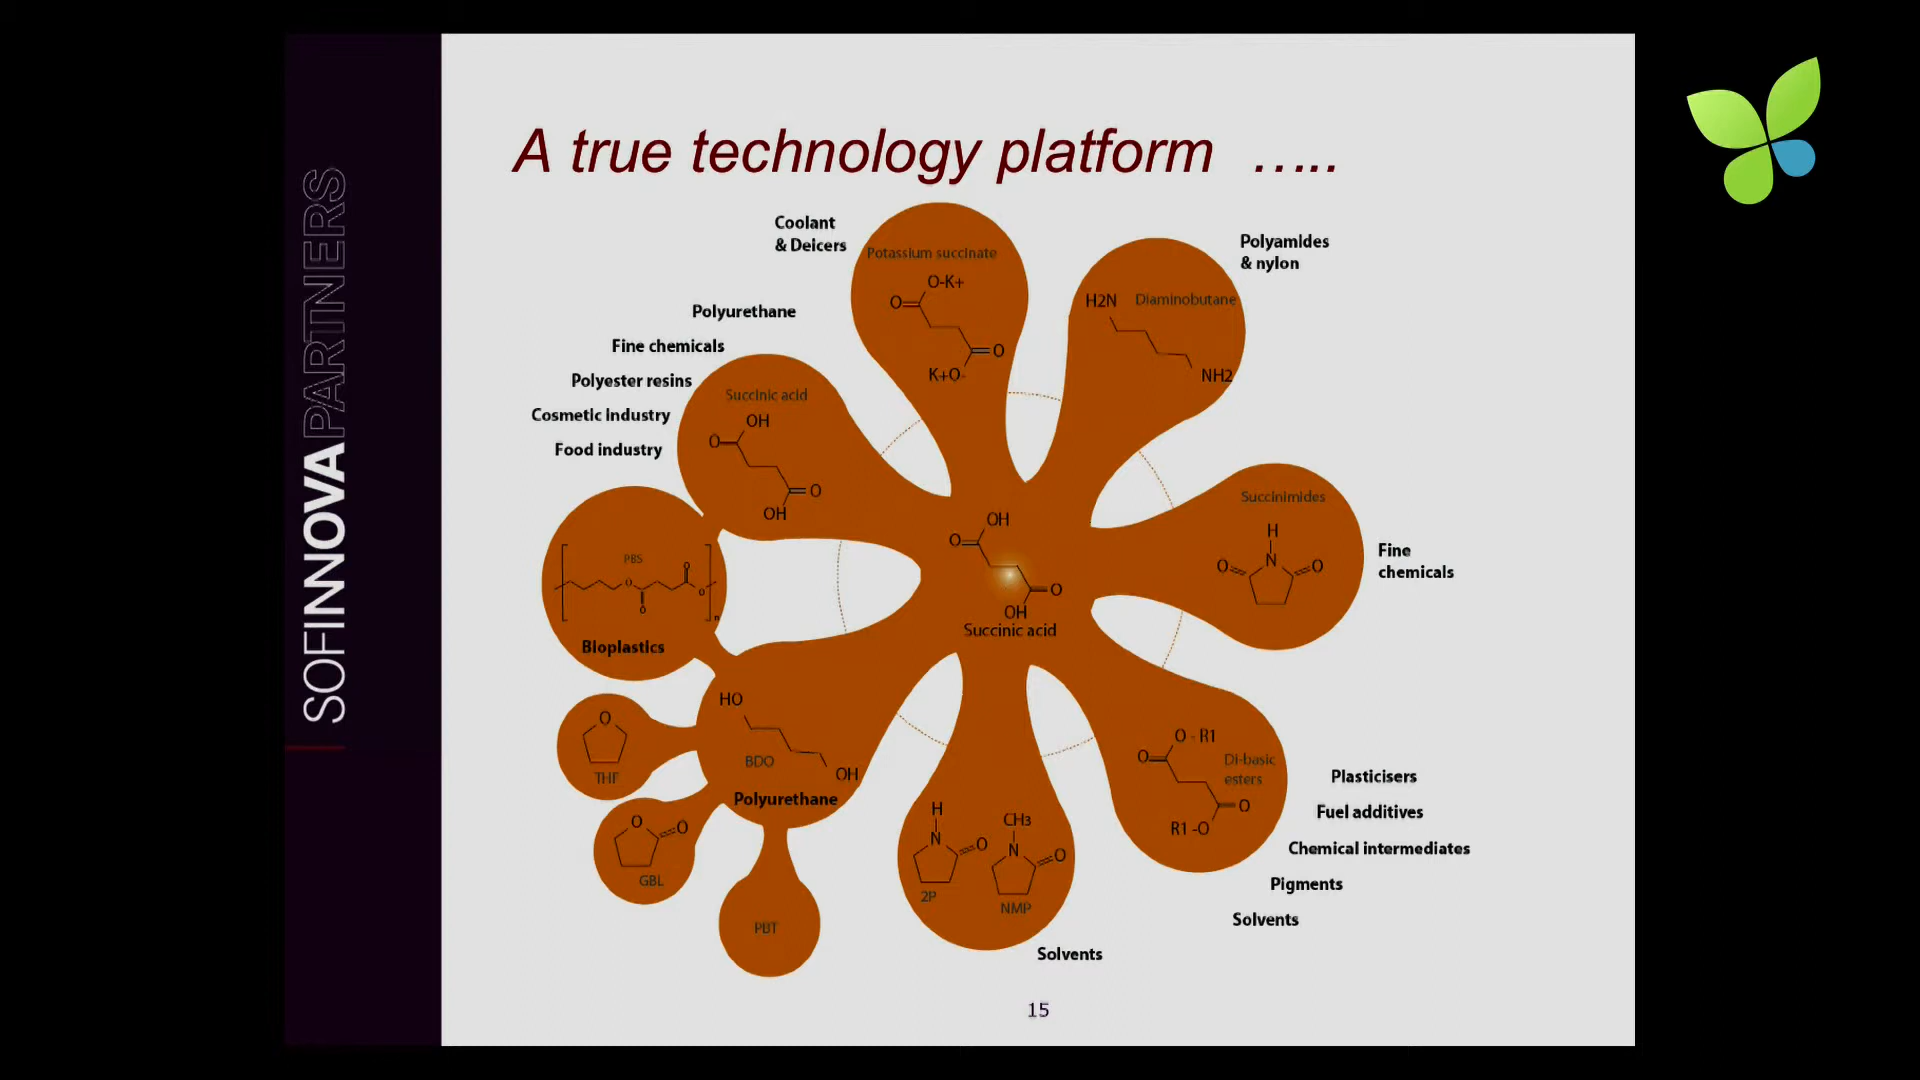 SOFINNOVAPARTNERS
A true technology platform …..
Coolant
& Deicers
Potassium succinate
O-K+
O
O
K+O-
Polyamides
& nylon
H2N
Diaminobutane
NH2
Polyurethane
Fine chemicals
Polyester resins
Cosmetic industry
Food industry
Succinic acid
OH
O
O
OH
Succinimides
H
N
O
O
Fine
chemicals
PBS
O
O
O
O
n
Bioplastics
OH
O
O
OH
Succinic acid
HO
BDO
OH
Polyurethane
O
THF
O
O
GBL
PBT
H
N
O
2P
CH3
N
O
NMP
Solvents
O - R1
O
Di-basic
esters
O
R1 -O
Plasticisers
Fuel additives
Chemical intermediates
Pigments
Solvents
15